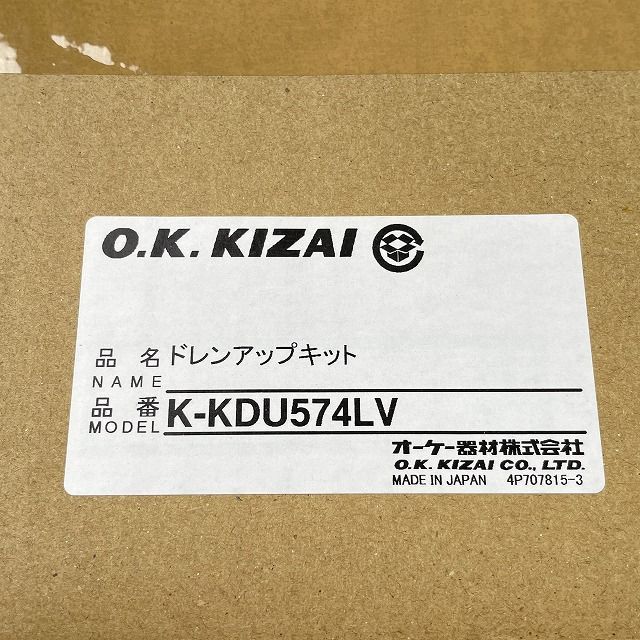 O.K. KIZAI
品 名 ドレンアップキット
NAME
品 番 K-KDU574LV
MODEL
オーケー器材株式会社
O.K. KIZAI CO., LTD.
MADE IN JAPAN 4P707815-3